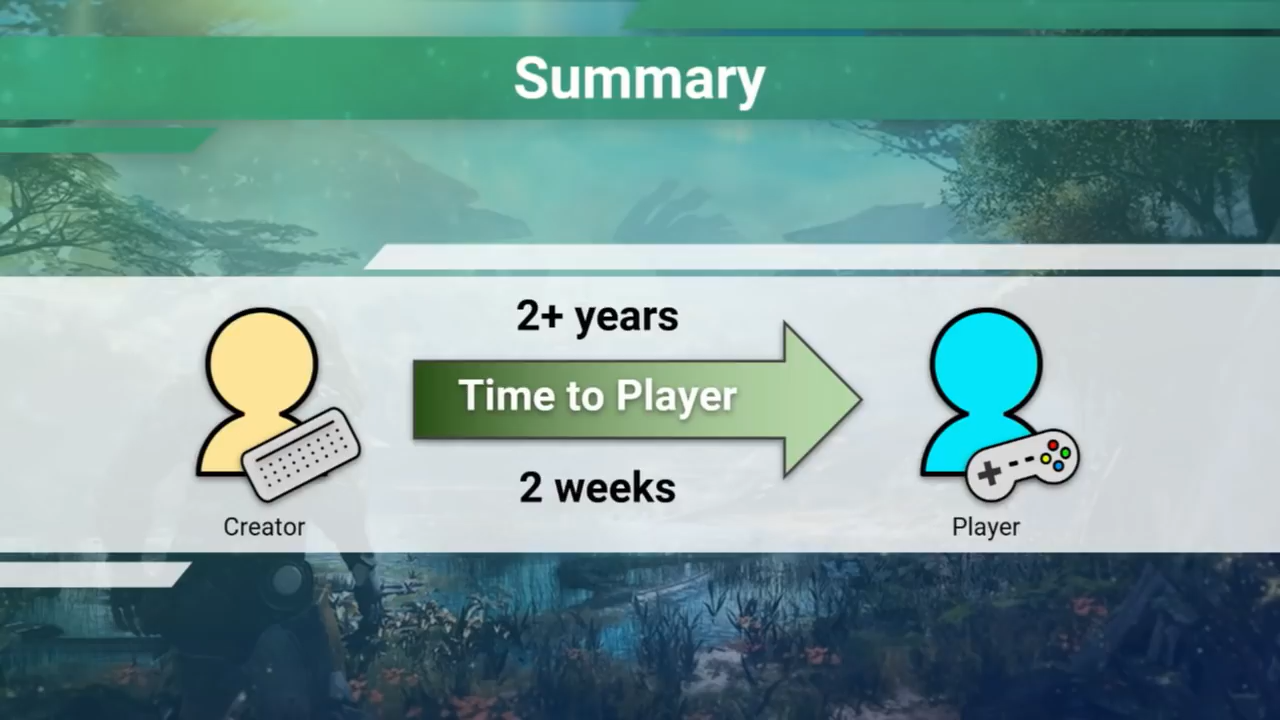 Summary
2+ years
Time to Player
2 weeks
Creator
Player